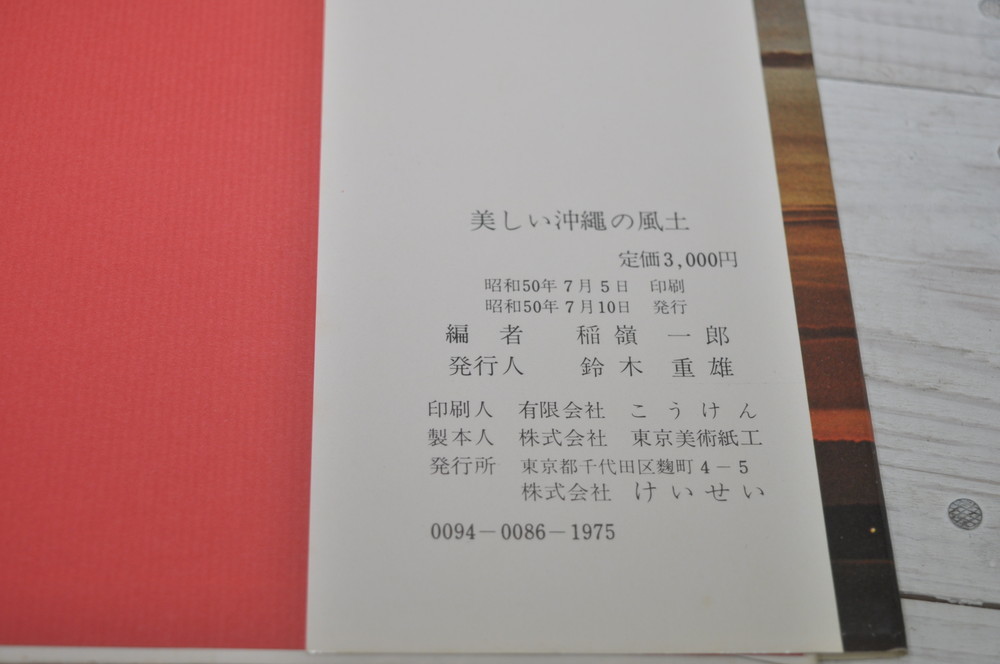 美しい沖繩の風土
定価3,000円
昭和50年7月5日 印刷
昭和50年7月10日 発行
編者 稲嶺一郎
発行人 鈴木重雄
印刷人 有限会社 こうけん
製本人 株式会社 東京美術紙工
発行所 東京都千代田区麹町4－5
株式会社 けいせい
0094－0086－1975